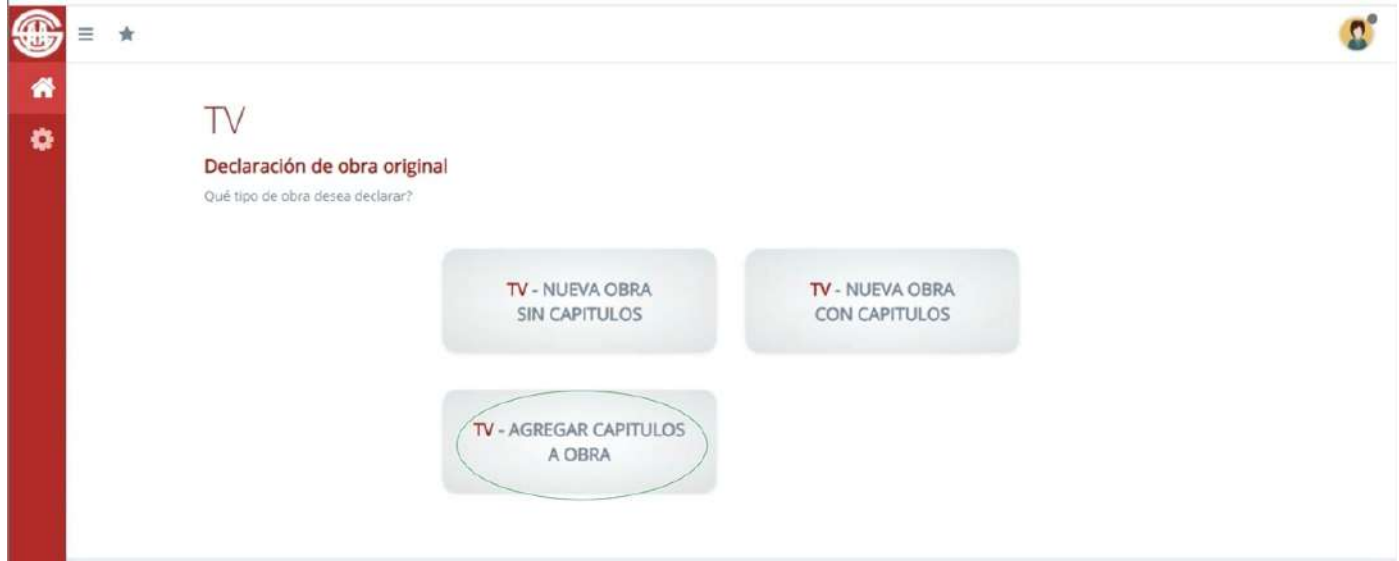 TV
Declaración de obra original
Qué tipo de obra desea declarar?
TV - NUEVA OBRA
SIN CAPITULOS
TV - NUEVA OBRA
CON CAPITULOS
TV - AGREGAR CAPITULOS
A OBRA